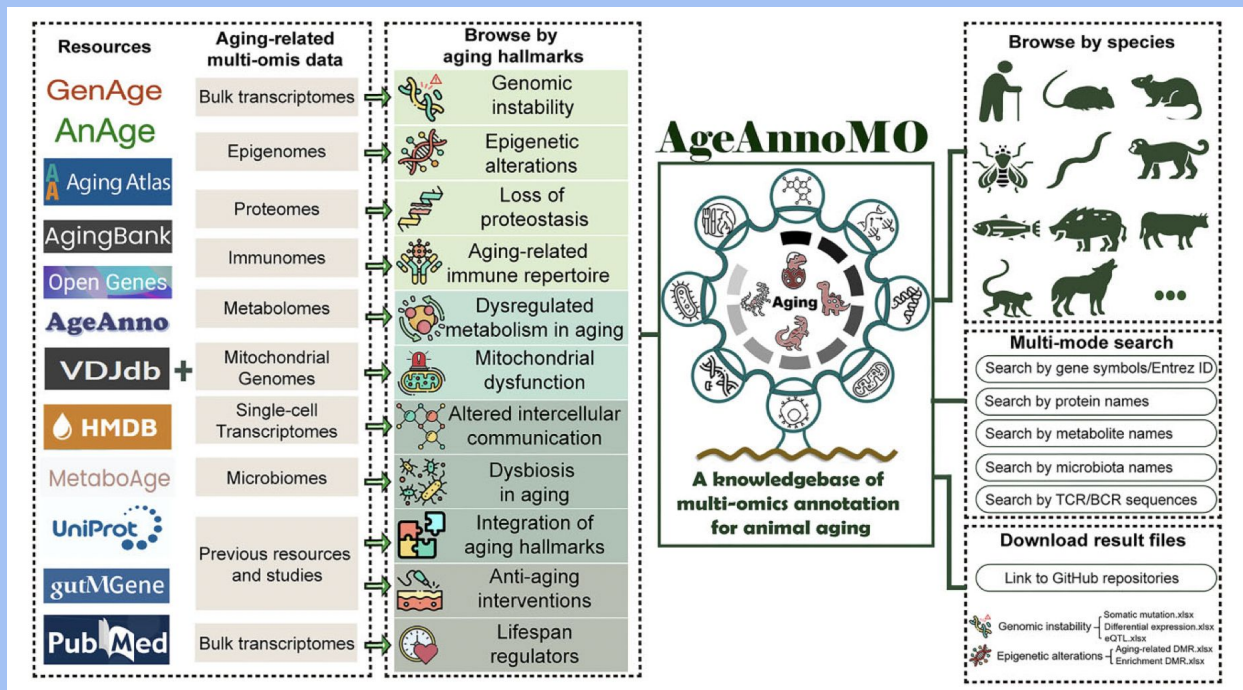 Resources
GenAge
AnAge
AA Aging Atlas
AgingBank
Open Genes
AgeAnno
VDJdb
HMDB
MetaboAge
UniProt
gutMGene
PubMed
+
Aging-related
multi-omis data
Bulk transcriptomes
Epigenomes
Proteomes
Immunomes
Metabolomes
Mitochondrial
Genomes
Single-cell
Transcriptomes
Microbiomes
Previous resources
and studies
Bulk transcriptomes
Browse by
aging hallmarks
Genomic
instability
Epigenetic
alterations
Loss of
proteostasis
Aging-related
immune repertoire
Dysregulated
metabolism in aging
Mitochondrial
dysfunction
Altered intercellular
communication
Dysbiosis
in aging
Integration of
aging hallmarks
Anti-aging
interventions
Lifespan
regulators
AgeAnnoMO
Aging
A knowledgebase of
multi-omics annotation
for animal aging
Browse by species
Multi-mode search
Search by gene symbols/Entrez ID
Search by protein names
Search by metabolite names
Search by microbiota names
Search by TCR/BCR sequences
Download result files
Link to GitHub repositories
Genomic instability
Somatic mutation.xlsx
Differential expression.xlsx
eQTL.xlsx
Epigenetic alterations
Aging-related DMR.xlsx
Enrichment DMR.xlsx